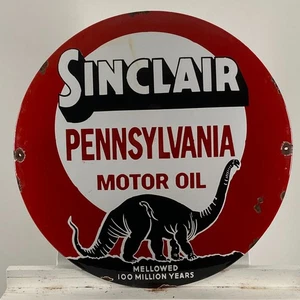 SINCLAIR
PENNSYLVANIA
MOTOR OIL
MELLOWED
100 MILLION YEARS